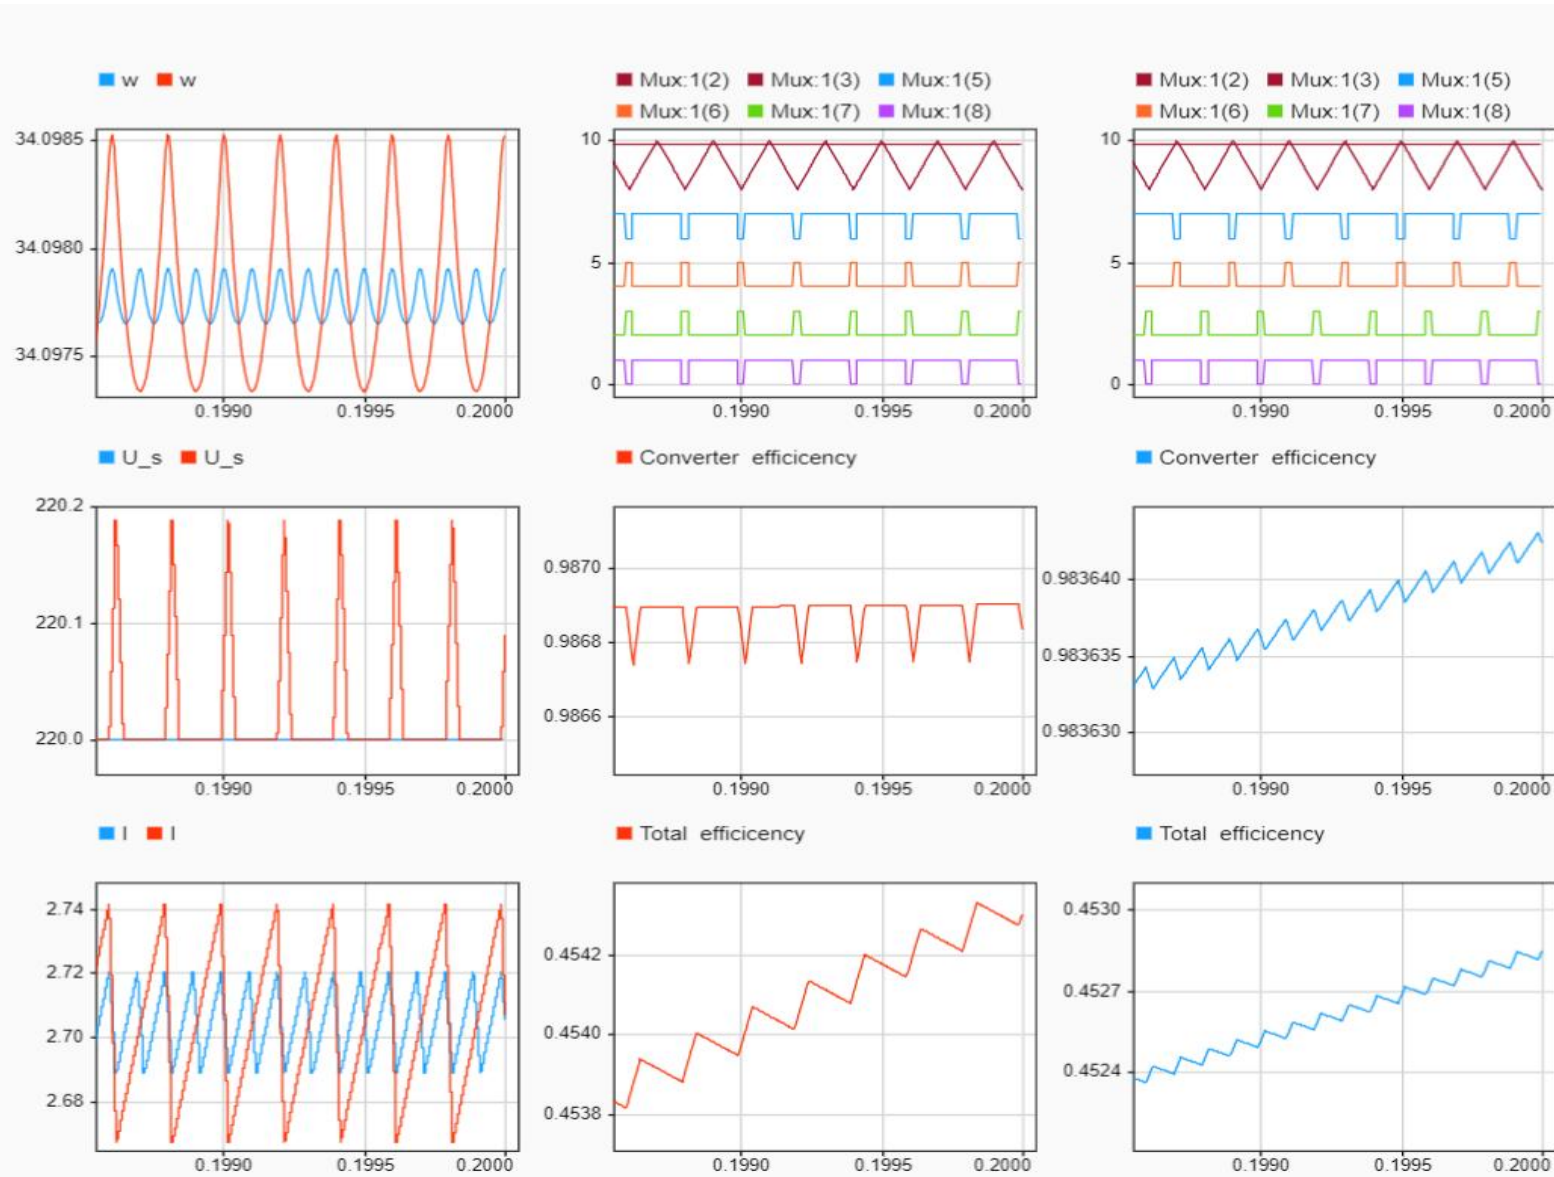 w w
Mux:1(2) Mux:1(3) Mux:1(5)
Mux:1(6) Mux:1(7) Mux:1(8)
Mux:1(2) Mux:1(3) Mux:1(5)
Mux:1(6) Mux:1(7) Mux:1(8)
34.0985
34.0980
34.0975
0.1990 0.1995 0.2000
10
5
0
0.1990 0.1995 0.2000
10
5
0
0.1990 0.1995 0.2000
U_s U_s
220.2
220.1
220.0
0.1990 0.1995 0.2000
Converter efficicency
0.9870
0.9868
0.9866
0.1990 0.1995 0.2000
Converter efficicency
0.983640
0.983635
0.983630
0.1990 0.1995 0.2000
I I
2.74
2.72
2.70
2.68
0.1990 0.1995 0.2000
Total efficicency
0.4542
0.4540
0.4538
0.1990 0.1995 0.2000
Total efficicency
0.4530
0.4527
0.4524
0.1990 0.1995 0.2000